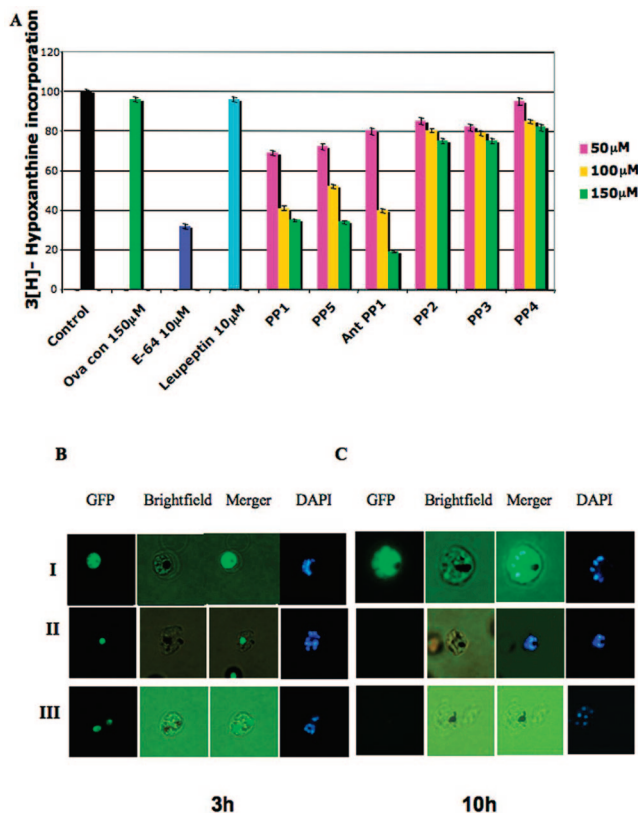 A
3[H]- Hypoxanthine incorporation
120
100
80
60
40
20
0
Control
Ova con 150µM
E-64 10µM
Leupeptin 10µM
PP1
PP5
Ant PP1
PP2
PP3
PP4
50µM
100µM
150µM
B C
GFP Brightfield Merger DAPI GFP Brightfield Merger DAPI
I
II
III
3h 10h